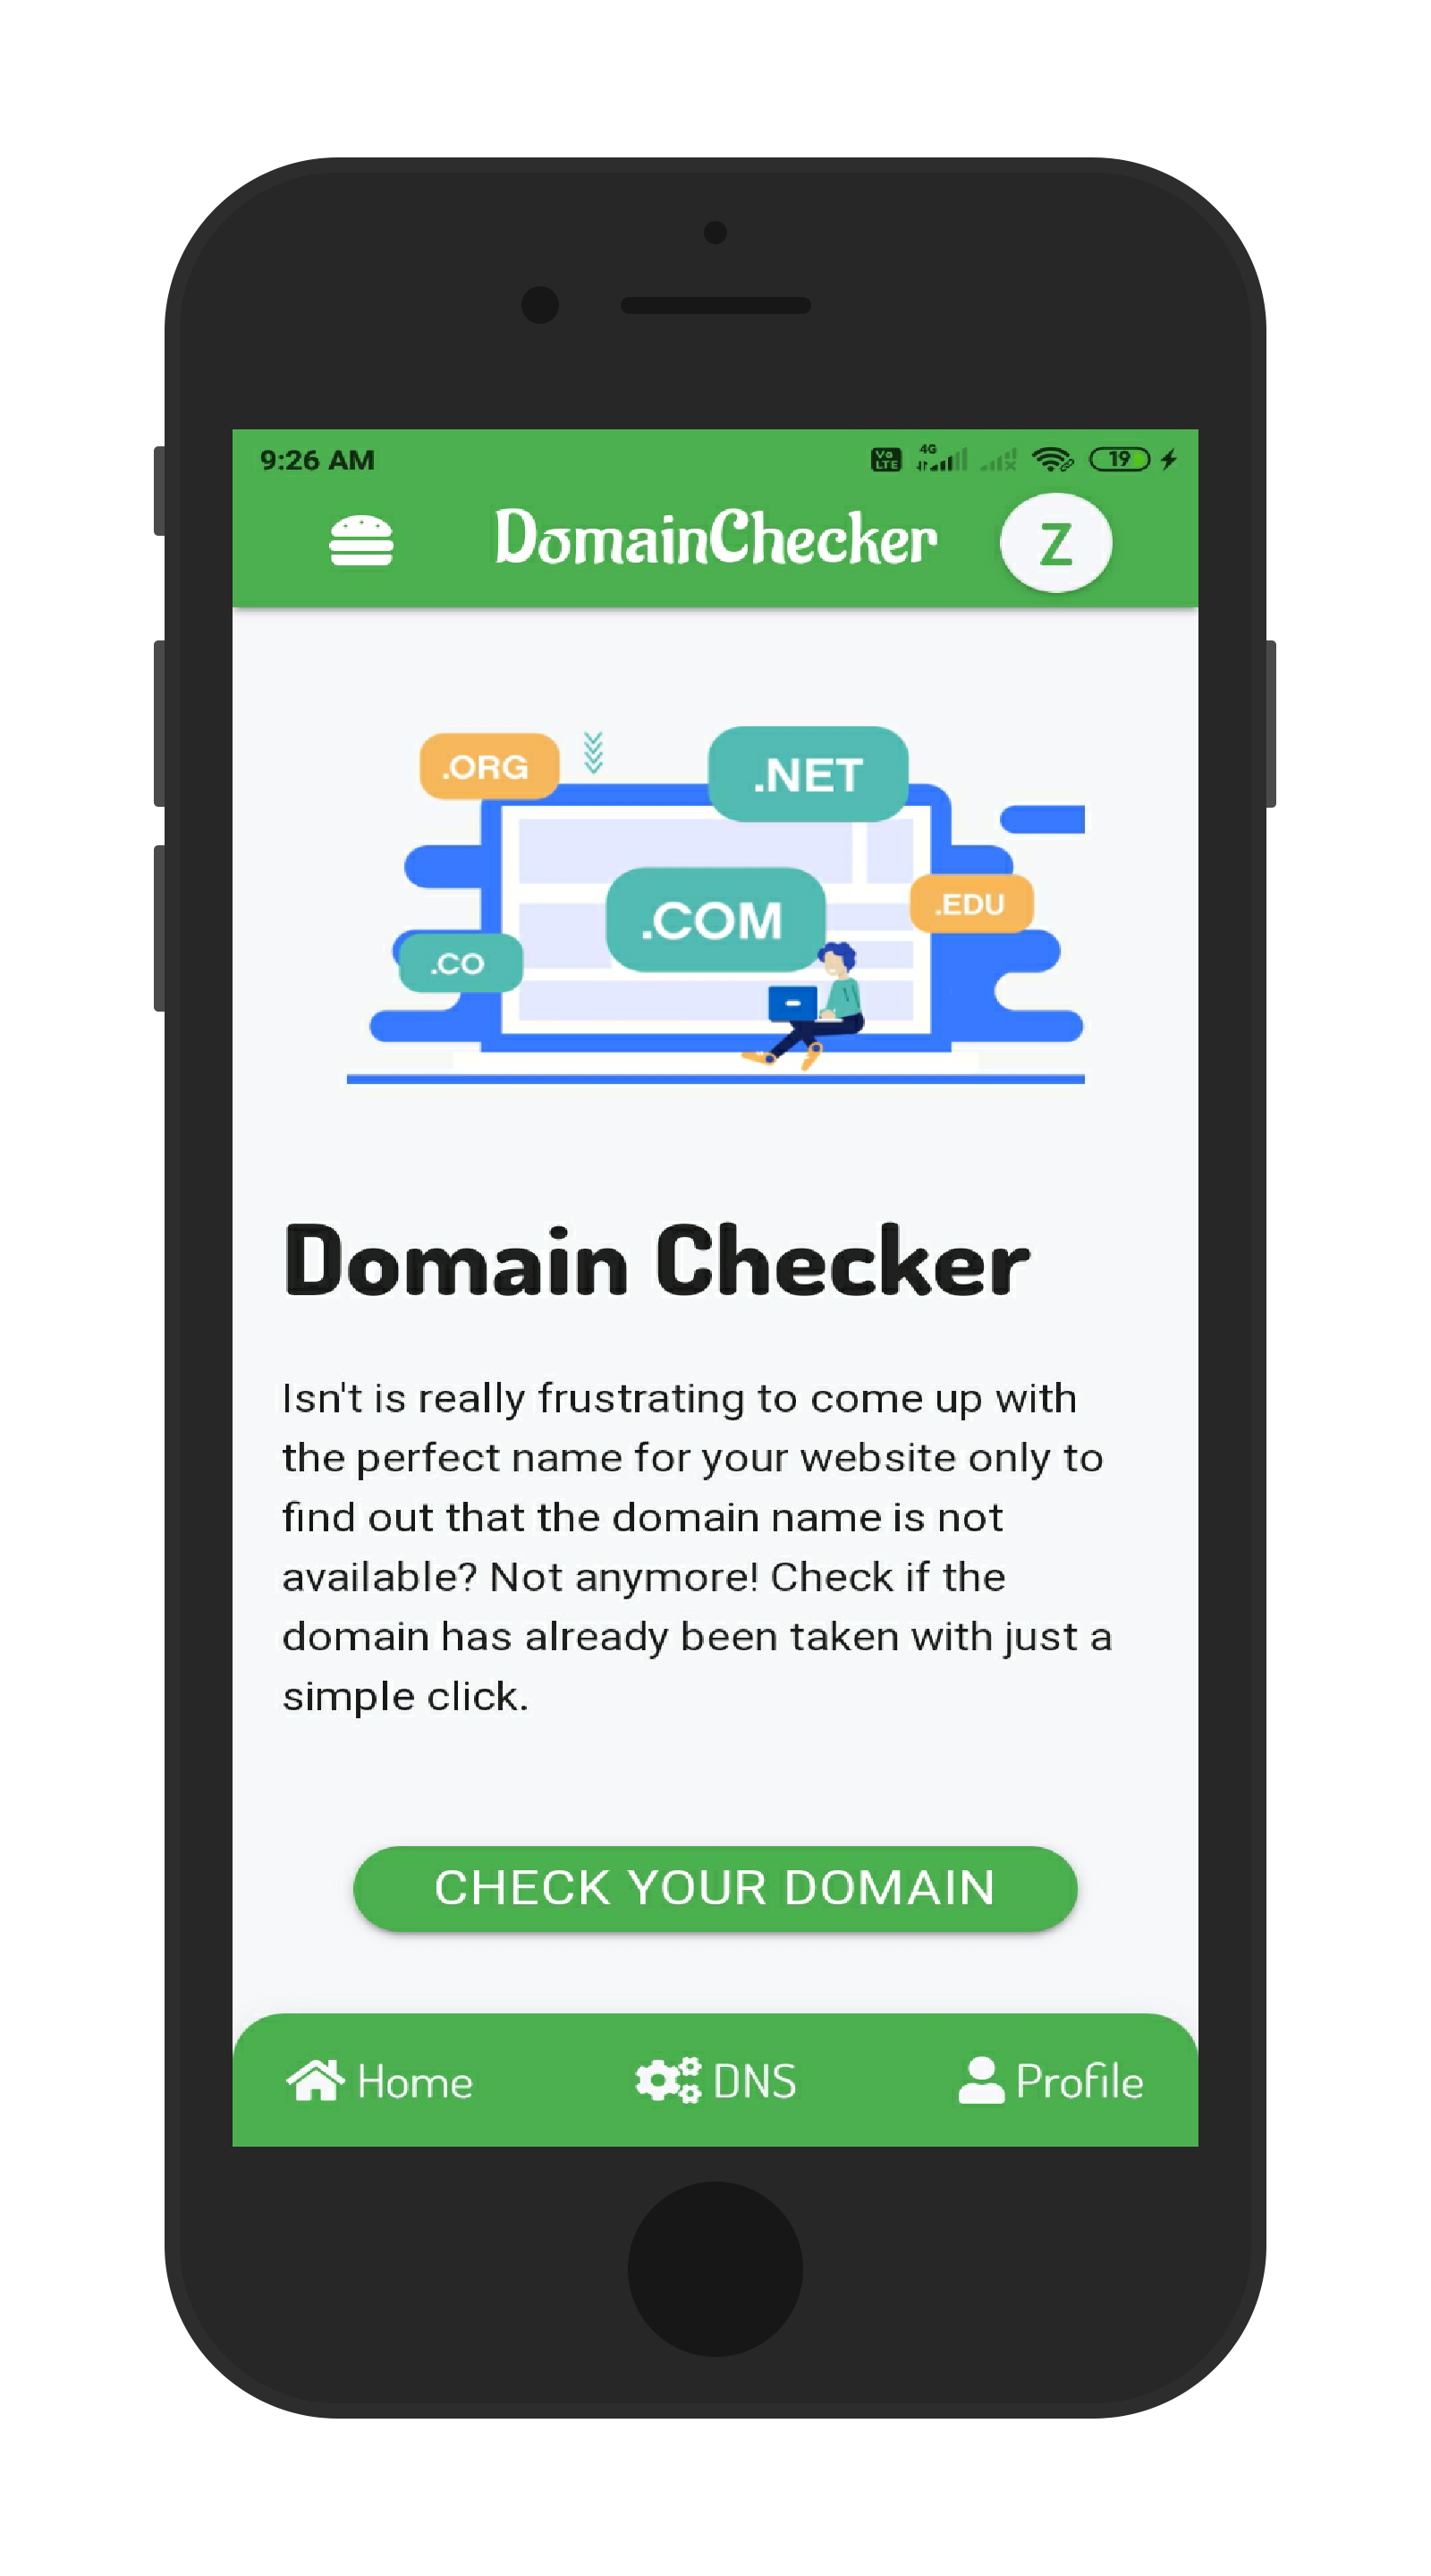 9:26 AM
Vo LTE 4G 19
DomainChecker Z
.ORG .NET
.COM .EDU
.CO
Domain Checker
Isn't is really frustrating to come up with
the perfect name for your website only to
find out that the domain name is not
available? Not anymore! Check if the
domain has already been taken with just a
simple click.
CHECK YOUR DOMAIN
Home DNS Profile